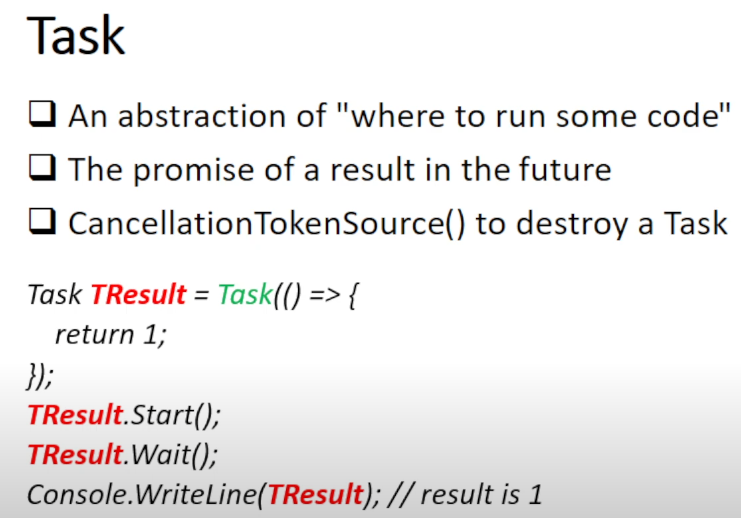 Task
An abstraction of "where to run some code"
The promise of a result in the future
CancellationTokenSource() to destroy a Task
Task TResult = Task(() => {
return 1;
});
TResult.Start();
TResult.Wait();
Console.WriteLine(TResult); // result is 1